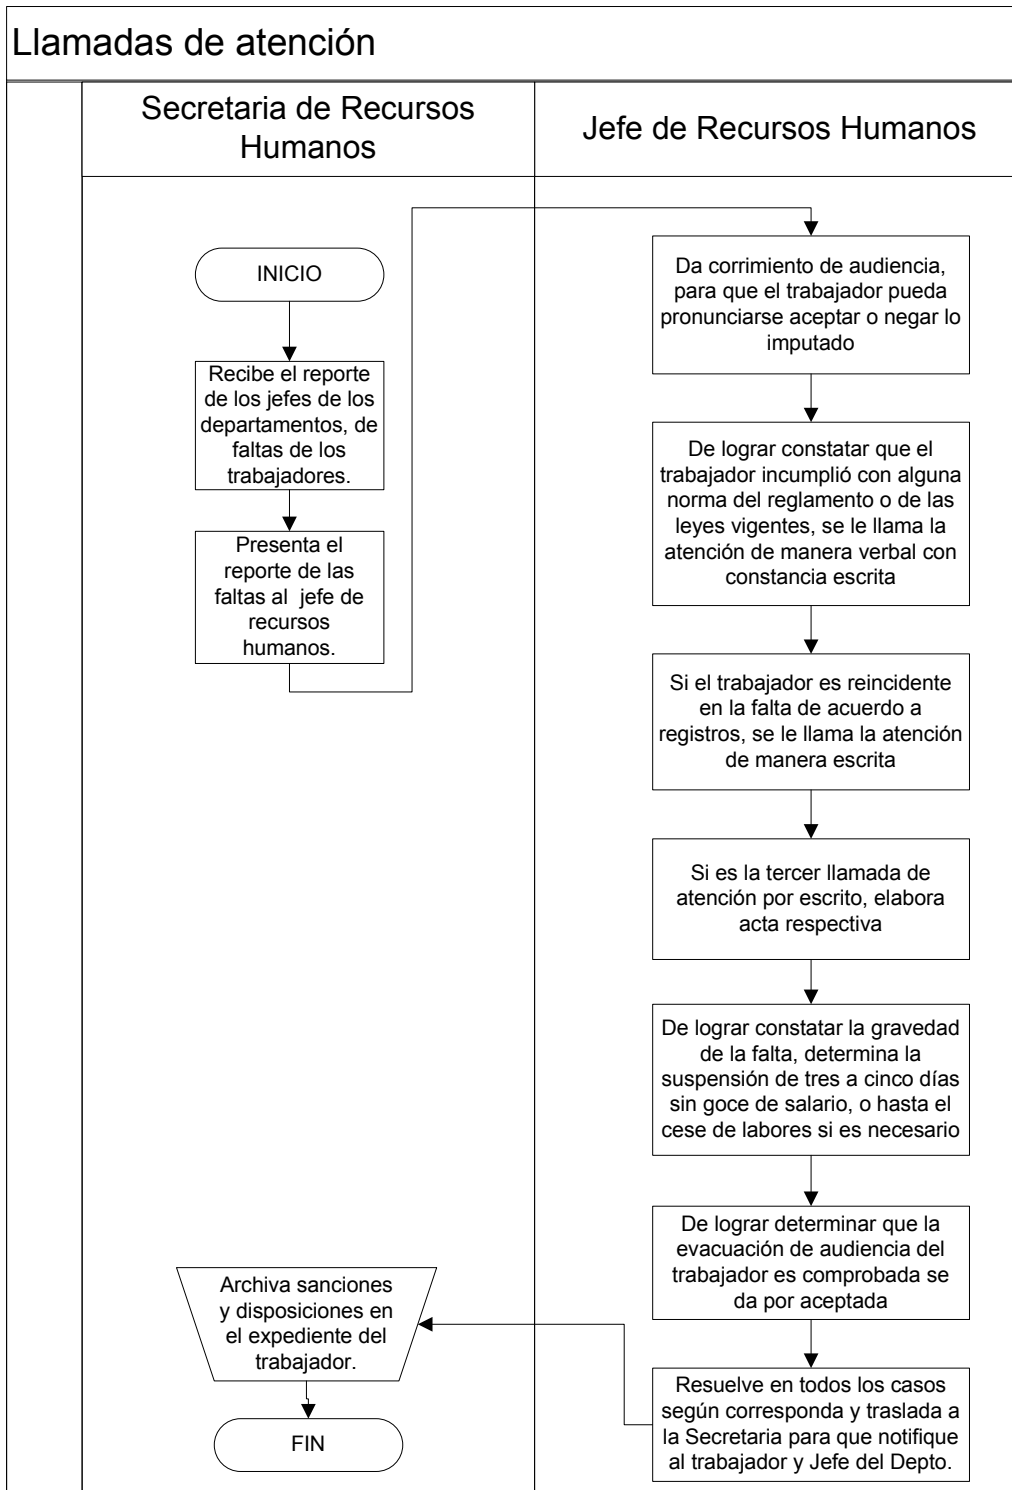 Llamadas de atención
Secretaria de Recursos
Humanos
Jefe de Recursos Humanos
INICIO
Recibe el reporte
de los jefes de los
departamentos, de
faltas de los
trabajadores.
Presenta el
reporte de las
faltas al  jefe de
recursos
humanos.
Da corrimiento de audiencia,
para que el trabajador pueda
pronunciarse aceptar o negar lo
imputado
De lograr constatar que el
trabajador incumplió con alguna
norma del reglamento o de las
leyes vigentes, se le llama la
atención de manera verbal con
constancia escrita
Si el trabajador es reincidente
en la falta de acuerdo a
registros, se le llama la atención
de manera escrita
Si es la tercer llamada de
atención por escrito, elabora
acta respectiva
De lograr constatar la gravedad
de la falta, determina la
suspensión de tres a cinco días
sin goce de salario, o hasta el
cese de labores si es necesario
De lograr determinar que la
evacuación de audiencia del
trabajador es comprobada se
da por aceptada
Resuelve en todos los casos
según corresponda y traslada a
la Secretaria para que notifique
al trabajador y Jefe del Depto.
Archiva sanciones
y disposiciones en
el expediente del
trabajador.
FIN